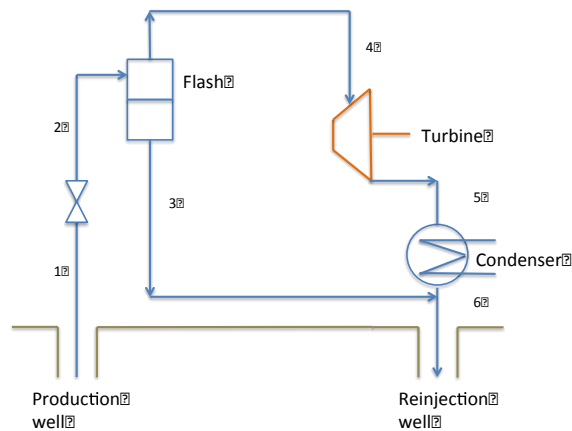 4
Flash
2
Turbine
3
5
Condenser
1
6
Production
well
Reinjection
well